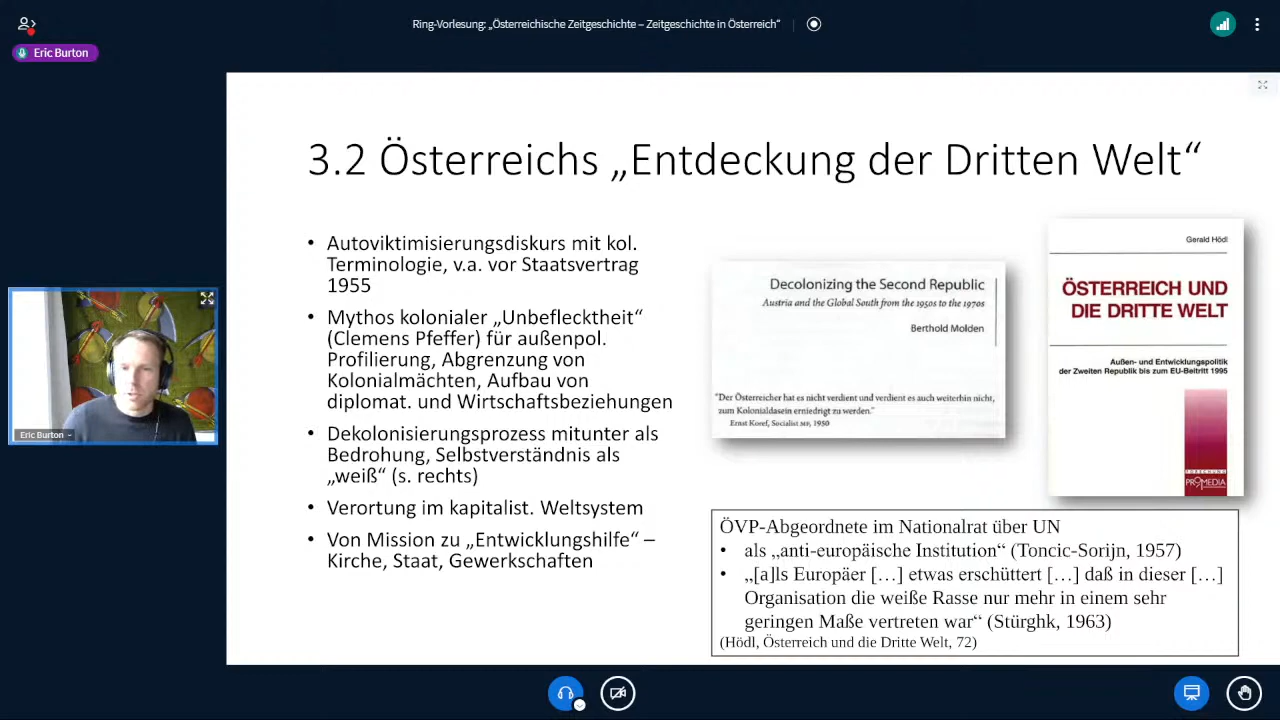 Ring-Vorlesung: „Österreichische Zeitgeschichte – Zeitgeschichte in Österreich“
Eric Burton
3.2 Österreichs „Entdeckung der Dritten Welt“
• Autoviktimisierungsdiskurs mit kol.
Terminologie, v.a. vor Staatsvertrag
1955
• Mythos kolonialer „Unbeflecktheit“
(Clemens Pfeffer) für außenpol.
Profilierung, Abgrenzung von
Kolonialmächten, Aufbau von
diplomat. und Wirtschaftsbeziehungen
• Dekolonisierungsprozess mitunter als
Bedrohung, Selbstverständnis als
„weiß“ (s. rechts)
• Verortung im kapitalist. Weltsystem
• Von Mission zu „Entwicklungshilfe“ –
Kirche, Staat, Gewerkschaften
Decolonizing the Second Republic
Austria and the Global South from the 1950s to the 1970s
Berthold Molden
"Der Österreicher hat es nicht verdient und verdient es auch weiterhin nicht,
zum Kolonialdasein erniedrigt zu werden."
Ernst Koref, Socialist MP, 1950
Gerald Hödl
ÖSTERREICH UND
DIE DRITTE WELT
Außen- und Entwicklungspolitik
der Zweiten Republik bis zum EU-Beitritt 1995
FORSCHUNG
PROMEDIA
ÖVP-Abgeordnete im Nationalrat über UN
• als „anti-europäische Institution“ (Toncic-Sorijn, 1957)
• „[a]ls Europäer […] etwas erschüttert […] daß in dieser […]
Organisation die weiße Rasse nur mehr in einem sehr
geringen Maße vertreten war“ (Stürghk, 1963)
(Hödl, Österreich und die Dritte Welt, 72)
Eric Burton